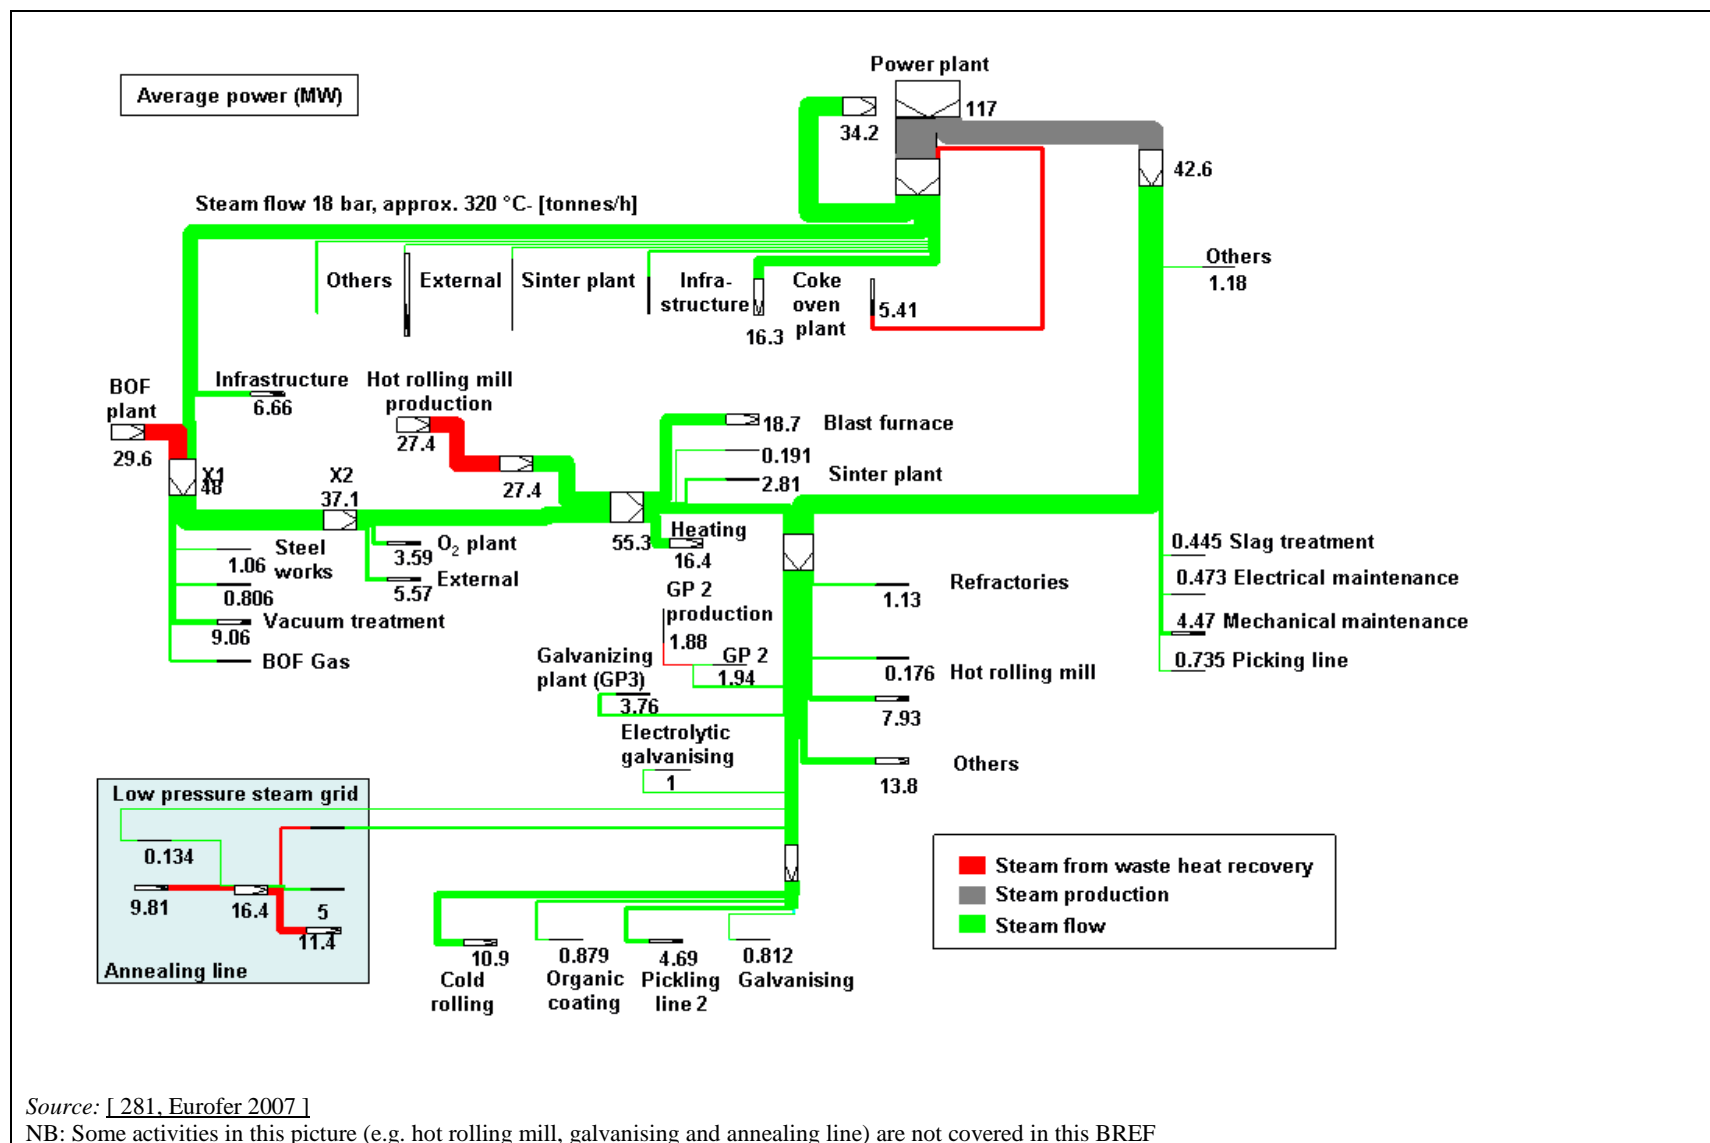 Power plant
Average power (MW)
117
34.2
42.6
Steam flow 18 bar, approx. 320 °C- [tonnes/h]
Others
1.18
Others
External
Sinter plant
Infra-
structure
Coke
oven
plant
5.41
16.3
BOF
plant
29.6
Infrastructure
6.66
Hot rolling mill
production
27.4
27.4
18.7
Blast furnace
0.191
Sinter plant
2.81
X1
48
X2
37.1
55.3
Heating
16.4
Steel
works
1.06
0.806
Vacuum treatment
9.06
BOF Gas
O2 plant
3.59
External
5.57
0.445 Slag treatment
0.473 Electrical maintenance
4.47 Mechanical maintenance
0.735 Picking line
Refractories
1.13
0.176
Hot rolling mill
7.93
Others
13.8
GP 2
production
1.88
GP 2
1.94
Galvanizing
plant (GP3)
3.76
Electrolytic
galvanising
1
Low pressure steam grid
0.134
9.81
16.4
5
11.4
Annealing line
10.9
Cold
rolling
0.879
Organic
coating
4.69
Pickling
line 2
0.812
Galvanising
Steam from waste heat recovery
Steam production
Steam flow
Source: [ 281, Eurofer 2007 ]
NB: Some activities in this picture (e.g. hot rolling mill, galvanising and annealing line) are not covered in this BREF